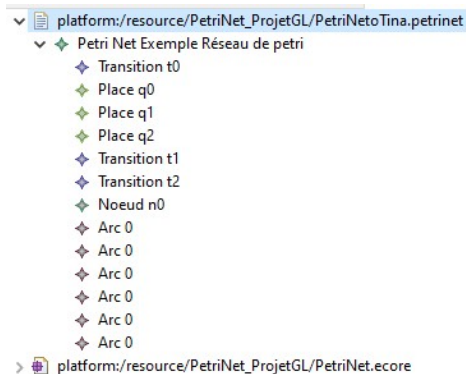 platform:/resource/PetriNet_ProjetGL/PetriNetoTina.petrinet
Petri Net Exemple Réseau de petri
Transition t0
Place q0
Place q1
Place q2
Transition t1
Transition t2
Noeud n0
Arc 0
Arc 0
Arc 0
Arc 0
Arc 0
Arc 0
platform:/resource/PetriNet_ProjetGL/PetriNet.ecore